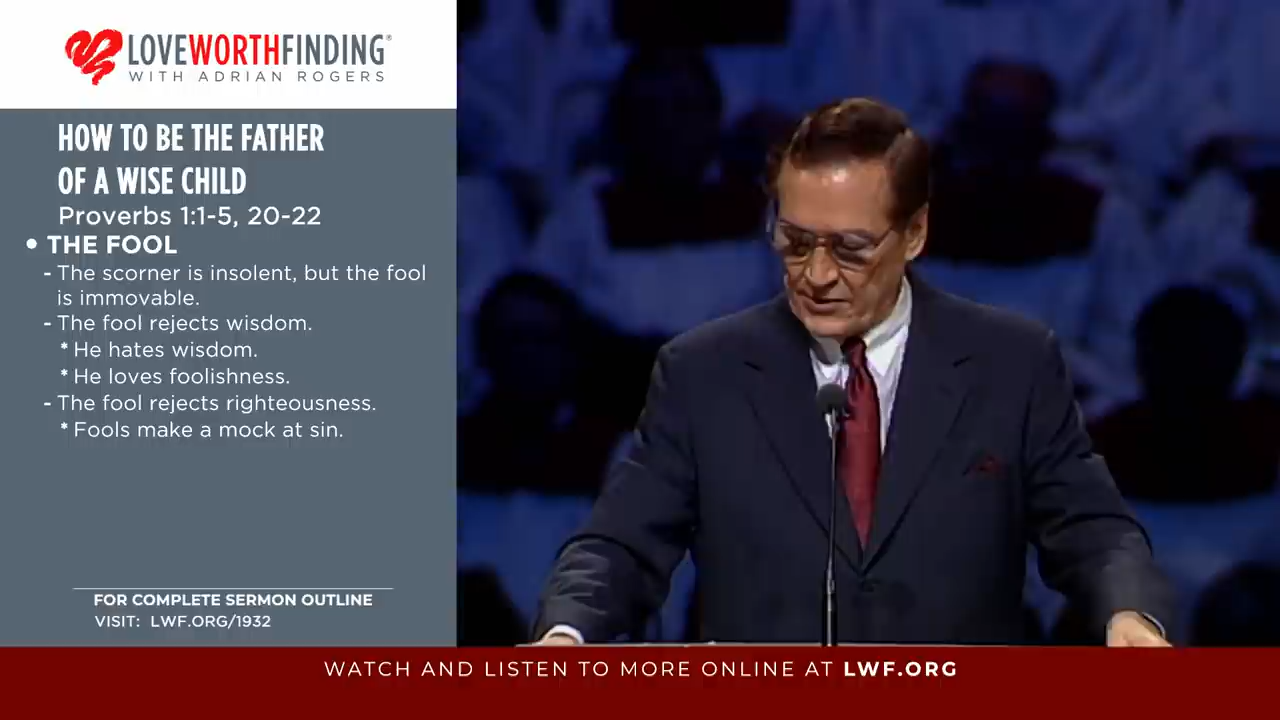 LOVEWORTHFINDING®
WITH ADRIAN ROGERS
HOW TO BE THE FATHER
OF A WISE CHILD
Proverbs 1:1-5, 20-22
• THE FOOL
- The scorner is insolent, but the fool
is immovable.
- The fool rejects wisdom.
* He hates wisdom.
* He loves foolishness.
- The fool rejects righteousness.
* Fools make a mock at sin.
FOR COMPLETE SERMON OUTLINE
VISIT: LWF.ORG/1932
WATCH AND LISTEN TO MORE ONLINE AT LWF.ORG